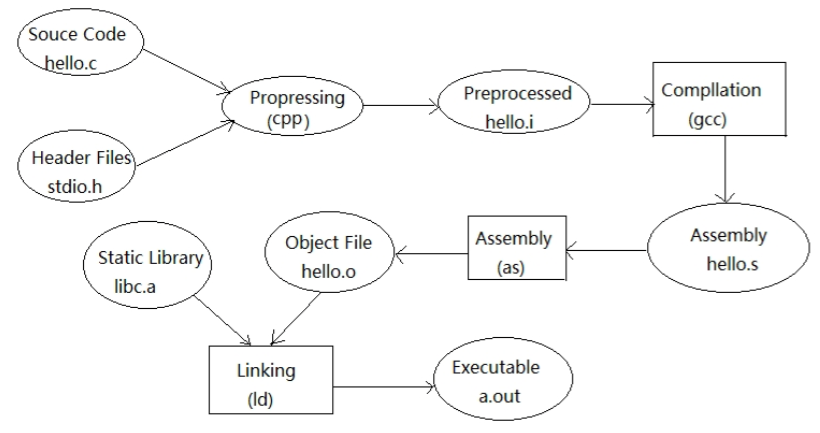 Souce Code
hello.c
Propressing
(cpp)
Preprocessed
hello.i
Compllation
(gcc)
Header Files
stdio.h
Static Library
libc.a
Object File
hello.o
Assembly
(as)
Assembly
hello.s
Linking
(ld)
Executable
a.out